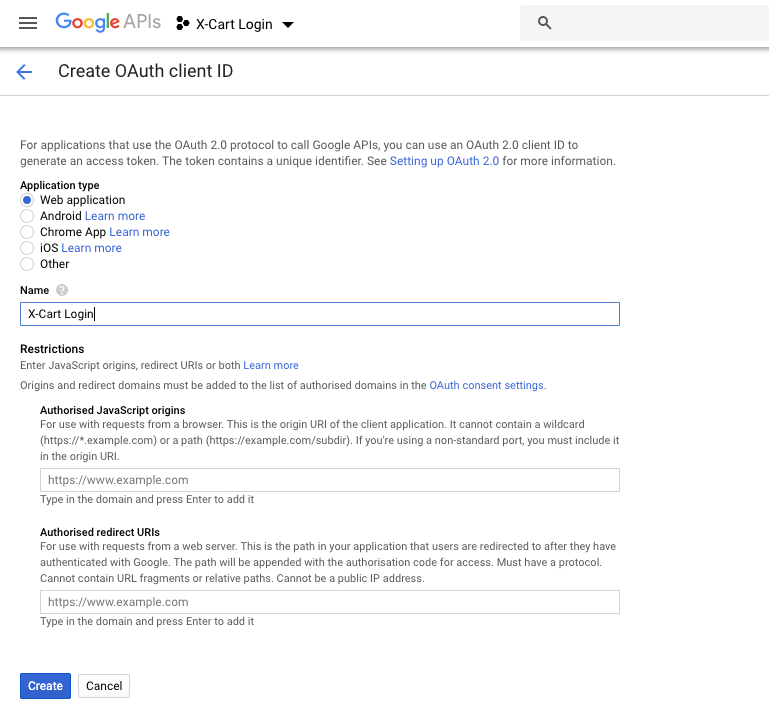 Google APIs X-Cart Login
Create OAuth client ID
For applications that use the OAuth 2.0 protocol to call Google APIs, you can use an OAuth 2.0 client ID to
generate an access token. The token contains a unique identifier. See Setting up OAuth 2.0 for more information.
Application type
Web application
Android Learn more
Chrome App Learn more
iOS Learn more
Other
Name ?
X-Cart Login
Restrictions
Enter JavaScript origins, redirect URIs or both Learn more
Origins and redirect domains must be added to the list of authorised domains in the OAuth consent settings.
Authorised JavaScript origins
For use with requests from a browser. This is the origin URI of the client application. It cannot contain a wildcard
(https://*.example.com) or a path (https://example.com/subdir). If you're using a non-standard port, you must include it
in the origin URI.
https://www.example.com
Type in the domain and press Enter to add it
Authorised redirect URIs
For use with requests from a web server. This is the path in your application that users are redirected to after they have
authenticated with Google. The path will be appended with the authorisation code for access. Must have a protocol.
Cannot contain URL fragments or relative paths. Cannot be a public IP address.
https://www.example.com
Type in the domain and press Enter to add it
Create Cancel